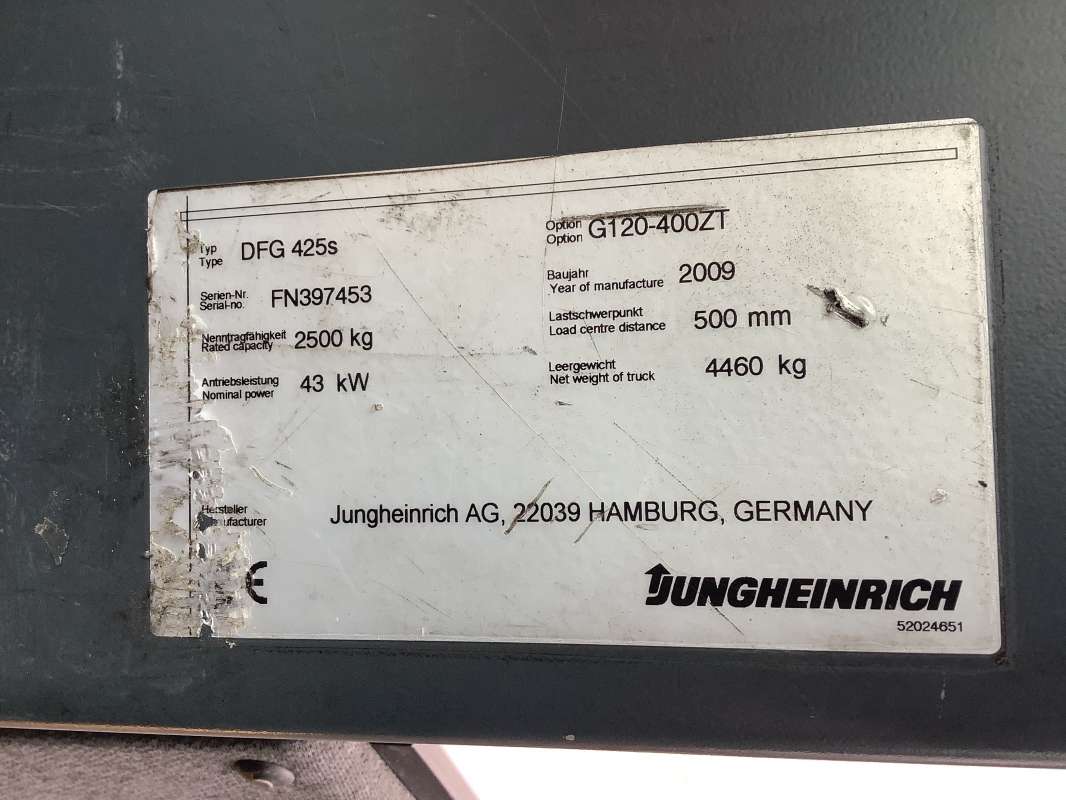 Typ
Type DFG 425s
Option
Option G120-400ZT
Serien-Nr.
Serial-no. FN397453
Baujahr
Year of manufacture 2009
Nenntragfähigkeit
Rated capacity 2500 kg
Lastschwerpunkt
Load centre distance 500 mm
Antriebsleistung
Nominal power 43 kW
Leergewicht
Net weight of truck 4460 kg
Hersteller
Manufacturer Jungheinrich AG, 22039 HAMBURG, GERMANY
CE
JUNGHEINRICH
52024651